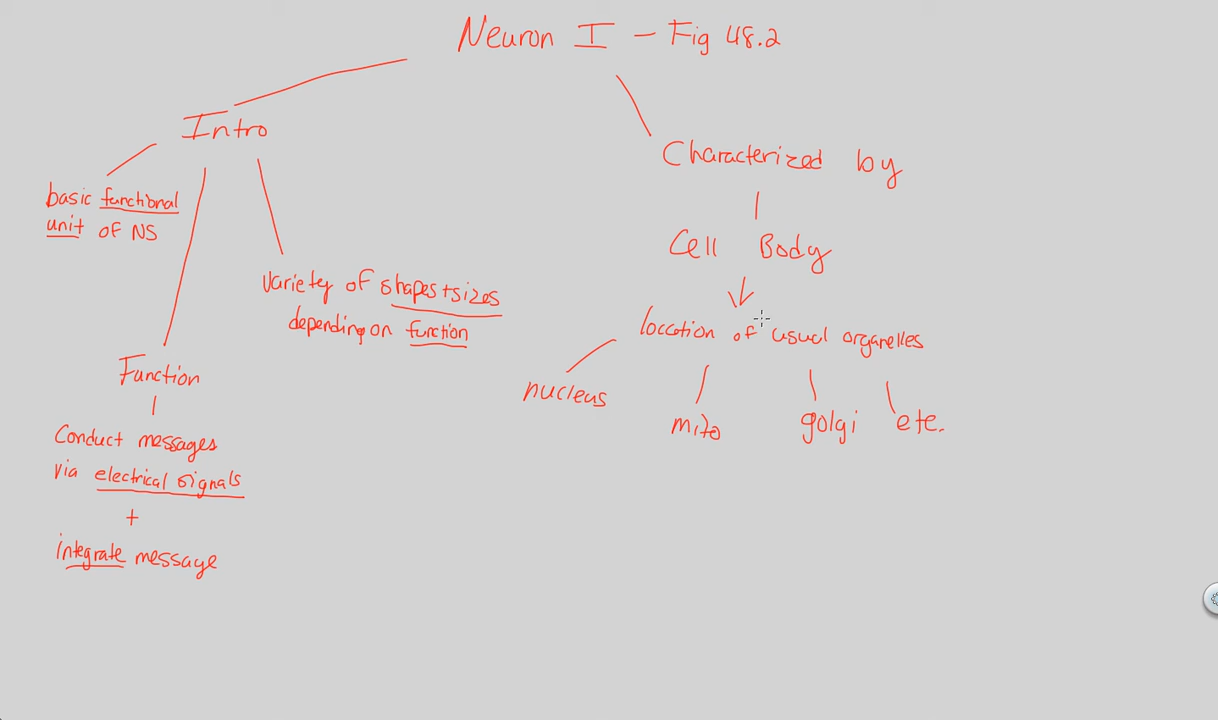 Neuron I - Fig 48.2
Intro
basic functional
unit of NS
variety of shapes + sizes
depending on function
Function
Conduct messages
via electrical signals
+
integrate message
Characterized by
Cell Body
loccation of usual organelles
nucleus
mito
golgi
etc.